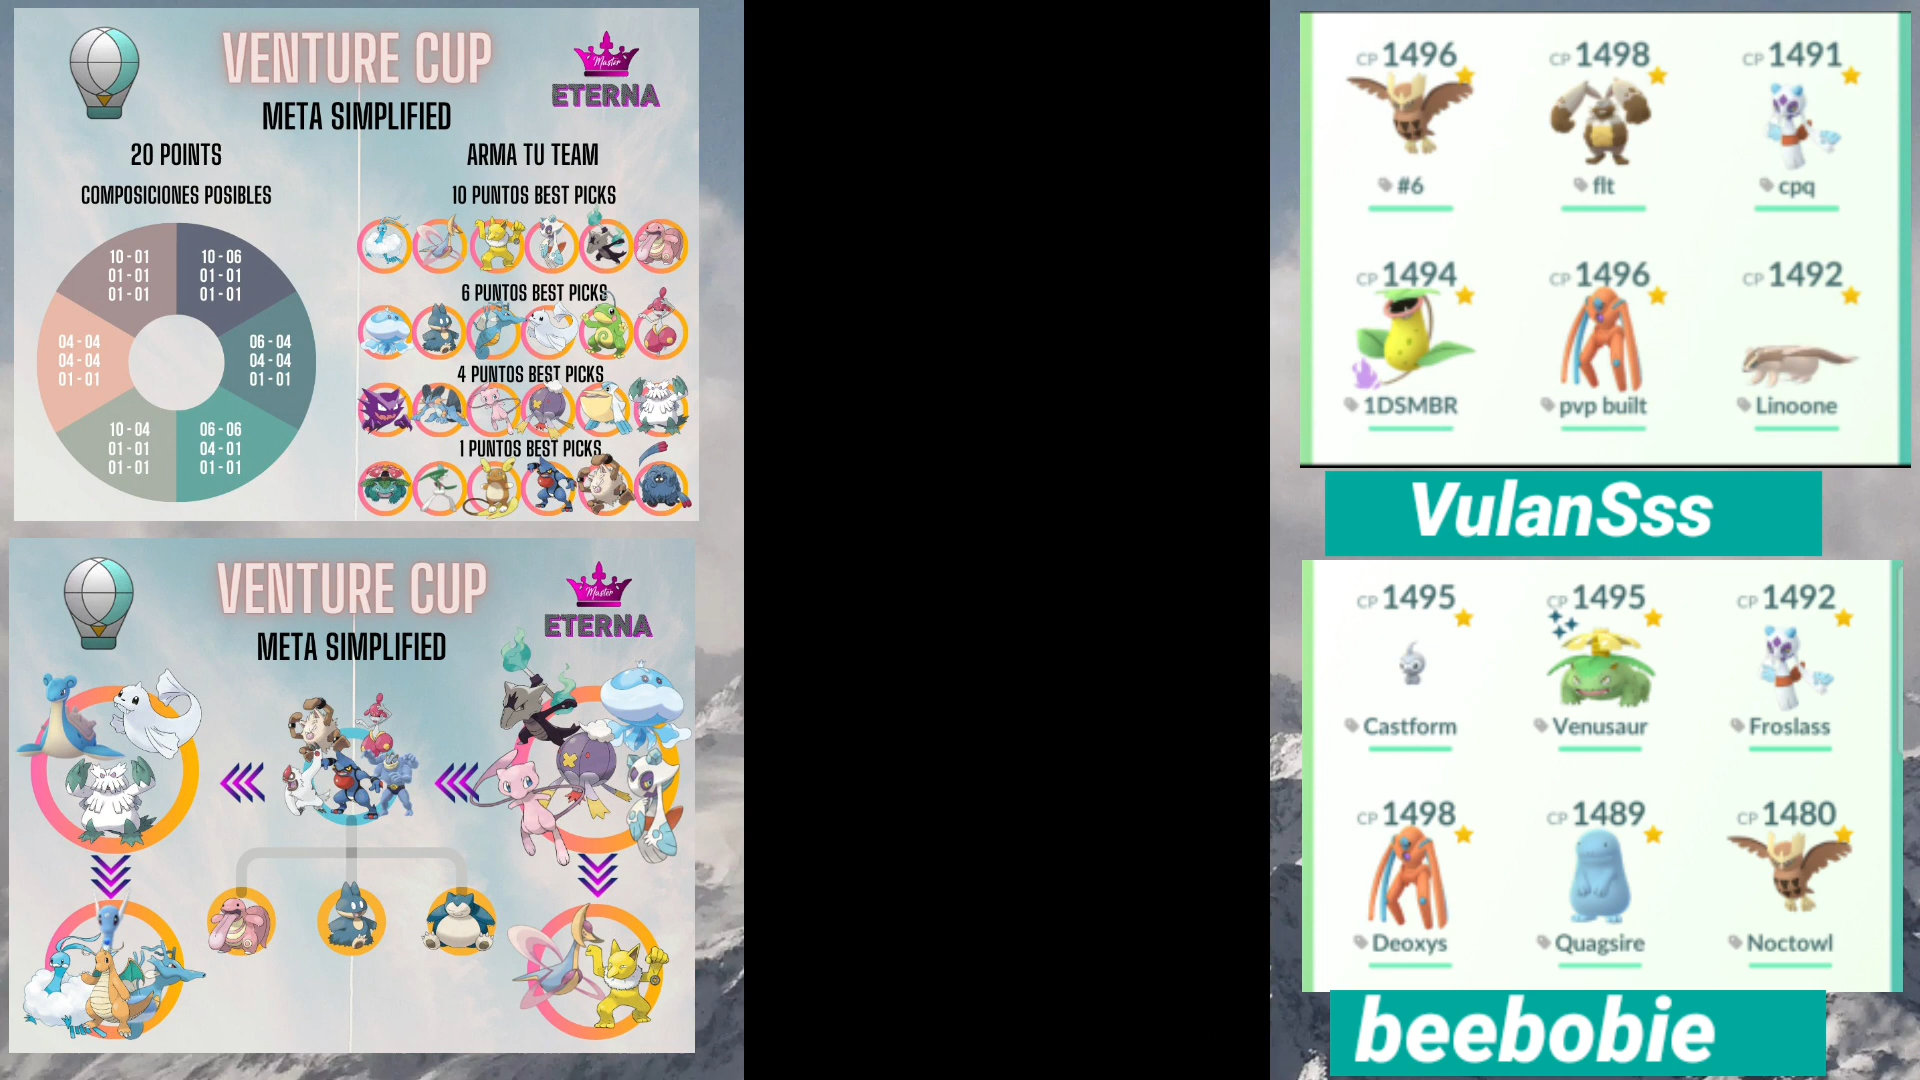 VENTURE CUP
META SIMPLIFIED
Master
ETERNA
20 POINTS
COMPOSICIONES POSIBLES
10 - 01
01 - 01
01 - 01
10 - 06
01 - 01
01 - 01
04 - 04
04 - 04
01 - 01
06 - 04
04 - 04
01 - 01
10 - 04
01 - 01
01 - 01
06 - 06
04 - 01
01 - 01
ARMA TU TEAM
10 PUNTOS BEST PICKS
6 PUNTOS BEST PICKS
4 PUNTOS BEST PICKS
1 PUNTOS BEST PICKS
VENTURE CUP
META SIMPLIFIED
Master
ETERNA
CP 1496
CP 1498
CP 1491
#6
flt
cpq
CP 1494
CP 1496
CP 1492
1DSMBR
pvp built
Linoone
VulanSss
CP 1495
CP 1495
CP 1492
Castform
Venusaur
Froslass
CP 1498
CP 1489
CP 1480
Deoxys
Quagsire
Noctowl
beebobie